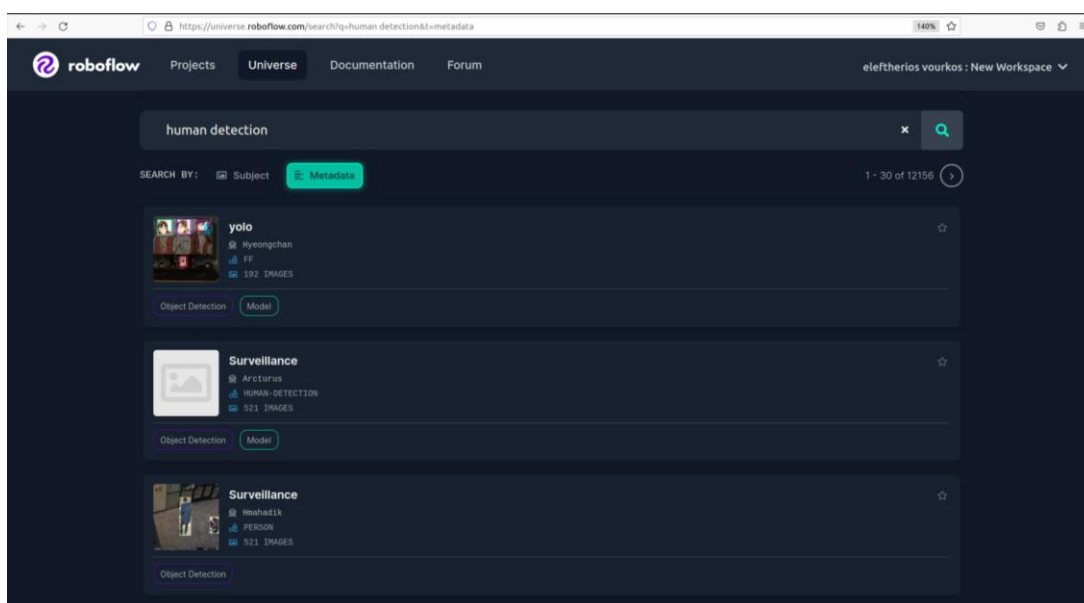 https://universe.roboflow.com/search?q=human detection&t=metadata 140%
roboflow Projects Universe Documentation Forum eleftherios vourkos : New Workspace
human detection
SEARCH BY: Subject Metadata 1 - 30 of 12156
yolo
Hyeongchan
FF
192 IMAGES
Object Detection Model
Surveillance
Arcturus
HUMAN-DETECTION
521 IMAGES
Object Detection Model
Surveillance
Hmahadik
PERSON
521 IMAGES
Object Detection